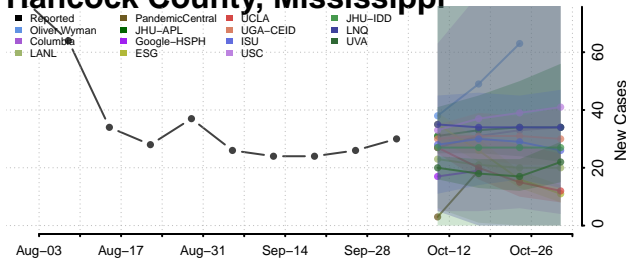 Hancock County, Mississippi
Reported PandemicCentral UCLA JHU–IDD
OliverWyman JHU–APL UGA–CEID LNQ
Columbia Google–HSPH ISU UVA
LANL ESG USC
60
40
20
0
New Cases
Aug–03 Aug–17 Aug–31 Sep–14 Sep–28 Oct–12 Oct–26